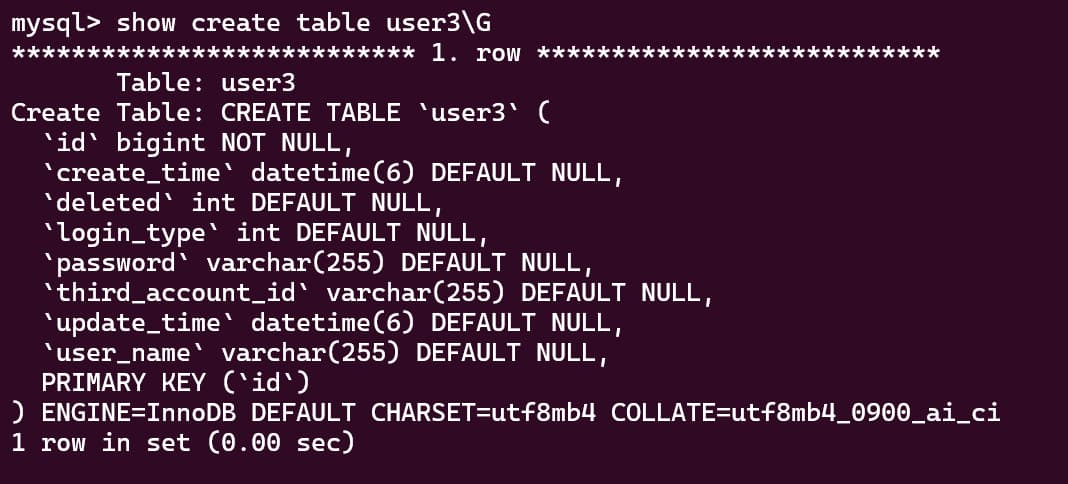 mysql> show create table user3\G
*************************** 1. row ***************************
       Table: user3
Create Table: CREATE TABLE `user3` (
  `id` bigint NOT NULL,
  `create_time` datetime(6) DEFAULT NULL,
  `deleted` int DEFAULT NULL,
  `login_type` int DEFAULT NULL,
  `password` varchar(255) DEFAULT NULL,
  `third_account_id` varchar(255) DEFAULT NULL,
  `update_time` datetime(6) DEFAULT NULL,
  `user_name` varchar(255) DEFAULT NULL,
  PRIMARY KEY (`id`)
) ENGINE=InnoDB DEFAULT CHARSET=utf8mb4 COLLATE=utf8mb4_0900_ai_ci
1 row in set (0.00 sec)